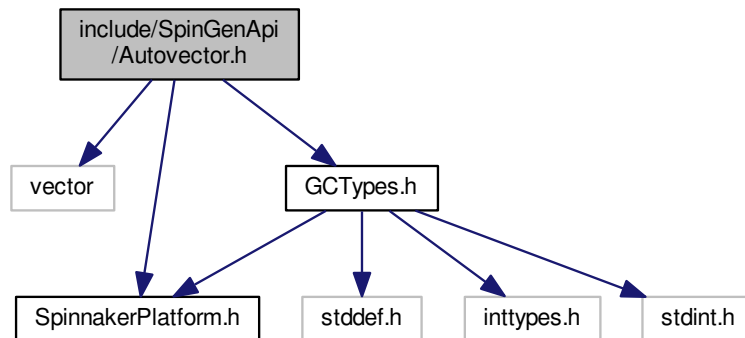 include/SpinGenApi
/Autovector.h
vector
GCTypes.h
SpinnakerPlatform.h
stddef.h
inttypes.h
stdint.h